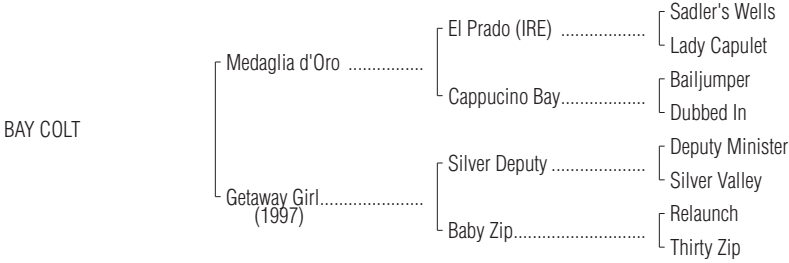 Sadler's Wells
El Prado (IRE) ..................
Lady Capulet
Medaglia d'Oro ................
Bailjumper
Cappucino Bay..................
Dubbed In
BAY COLT
Deputy Minister
Silver Deputy ....................
Silver Valley
Getaway Girl......................
(1997)
Relaunch
Baby Zip............................
Thirty Zip